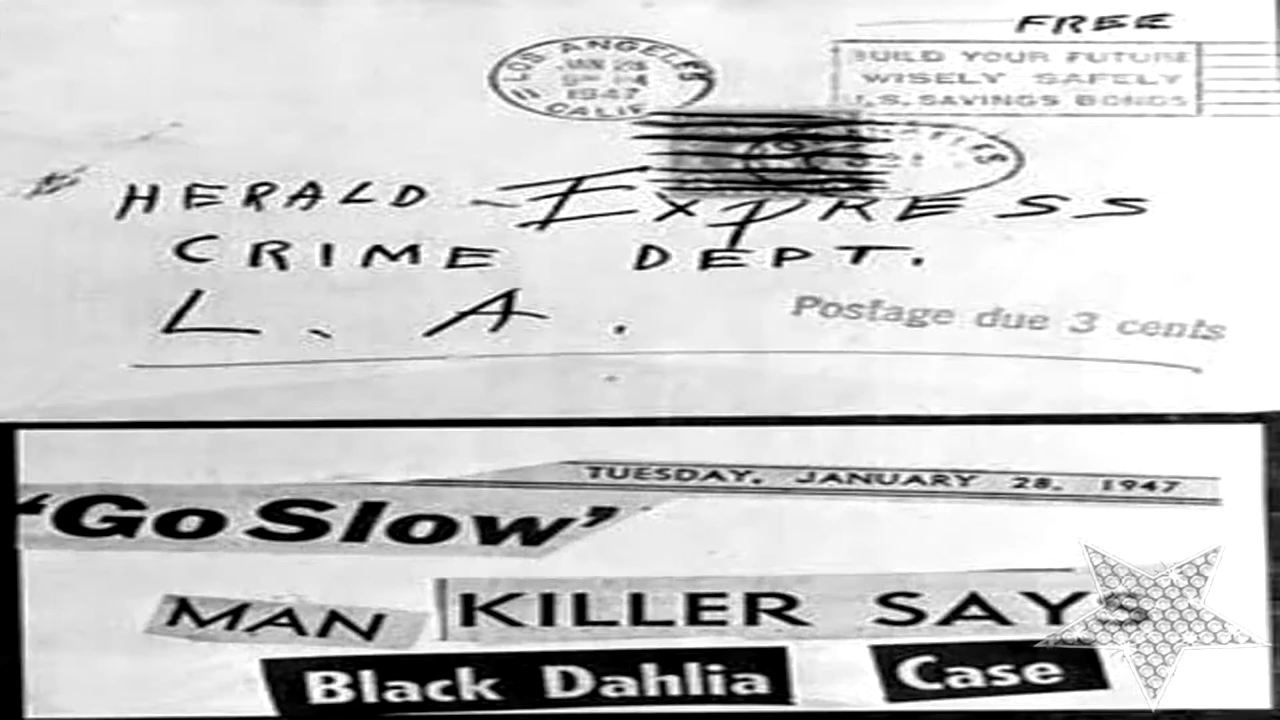 FREE
LOS ANGELES
1947
CALIF
BUILD YOUR FUTURE
WISELY SAFELY
U.S. SAVINGS BONDS
HERALD-EXPRESS
CRIME DEPT.
L. A.
Postage due 3 cents
TUESDAY, JANUARY 28, 1947
"Go Slow"
MAN KILLER SAYS
Black Dahlia Case